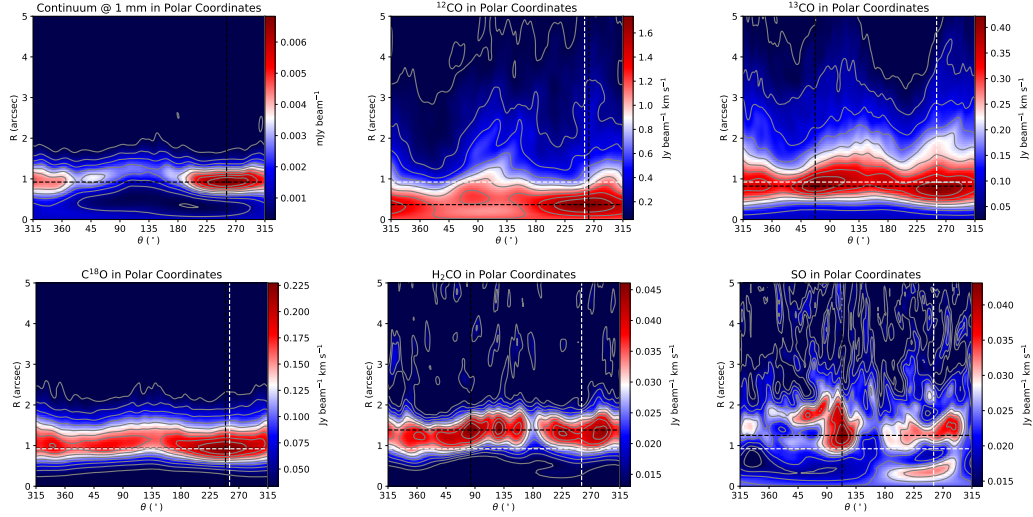 Continuum @ 1 mm in Polar Coordinates
5
4
3
2
1
0
R (arcsec)
315 360 45 90 135 180 225 270 315
θ (°)
0.006
0.005
0.004
0.003
0.002
0.001
mJy beam⁻¹
¹²CO in Polar Coordinates
5
4
3
2
1
0
R (arcsec)
315 360 45 90 135 180 225 270 315
θ (°)
1.6
1.4
1.2
1.0
0.8
0.6
0.4
0.2
Jy beam⁻¹ km s⁻¹
¹³CO in Polar Coordinates
5
4
3
2
1
0
R (arcsec)
315 360 45 90 135 180 225 270 315
θ (°)
0.40
0.35
0.30
0.25
0.20
0.15
0.10
0.05
Jy beam⁻¹ km s⁻¹
C¹⁸O in Polar Coordinates
5
4
3
2
1
0
R (arcsec)
315 360 45 90 135 180 225 270 315
θ (°)
0.225
0.200
0.175
0.150
0.125
0.100
0.075
0.050
Jy beam⁻¹ km s⁻¹
H₂CO in Polar Coordinates
5
4
3
2
1
0
R (arcsec)
315 360 45 90 135 180 225 270 315
θ (°)
0.045
0.040
0.035
0.030
0.025
0.020
0.015
Jy beam⁻¹ km s⁻¹
SO in Polar Coordinates
5
4
3
2
1
0
R (arcsec)
315 360 45 90 135 180 225 270 315
θ (°)
0.040
0.035
0.030
0.025
0.020
0.015
Jy beam⁻¹ km s⁻¹